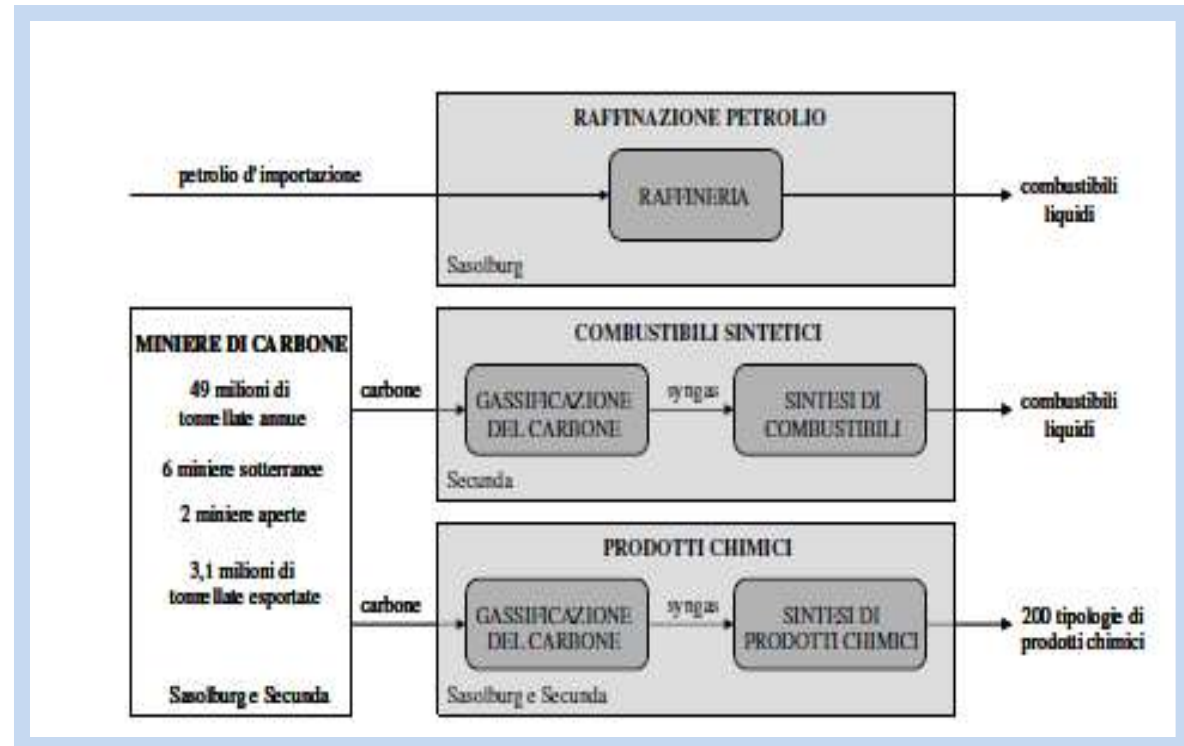 RAFFINAZIONE PETROLIO
petrolio d'importazione
RAFFINERIA
combustibili
liquidi
Sasolburg
MINIERE DI CARBONE
49 milioni di
tonnellate annue
6 miniere sotterranee
2 miniere aperte
3,1 milioni di
tonnellate esportate
Sasolburg e Secunda
COMBUSTIBILI SINTETICI
carbone
GASSIFICAZIONE
DEL CARBONE
syngas
SINTESI DI
COMBUSTIBILI
combustibili
liquidi
Secunda
PRODOTTI CHIMICI
carbone
GASSIFICAZIONE
DEL CARBONE
syngas
SINTESI DI
PRODOTTI CHIMICI
200 tipologie di
prodotti chimici
Sasolburg e Secunda